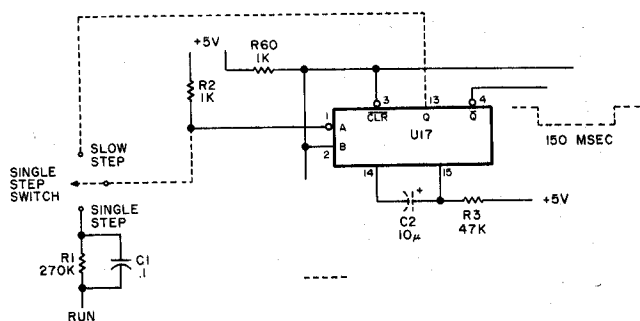 +5V
R60
1K
R2
1K
3
13
4
1
A
CLR
Q
Q
U17
2
B
150 MSEC
SLOW
STEP
14
15
SINGLE
STEP
SWITCH
+
+5V
C2
10μ
R3
47K
SINGLE
STEP
R1
270K
C1
.1
RUN